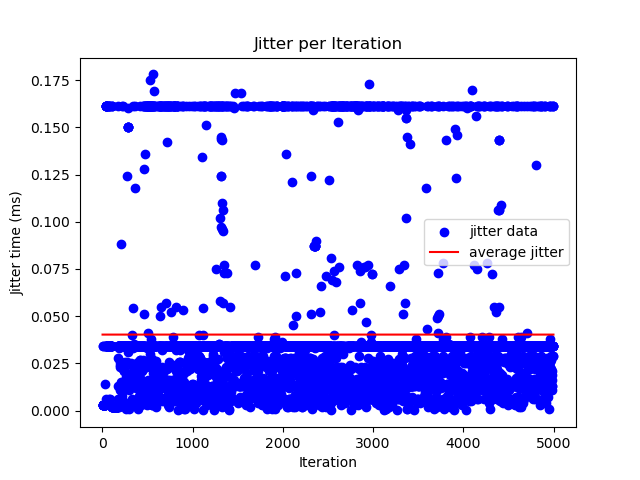 Jitter per Iteration
Jitter time (ms)
0.175
0.150
0.125
0.100
0.075
0.050
0.025
0.000
jitter data
average jitter
0
1000
2000
3000
4000
5000
Iteration